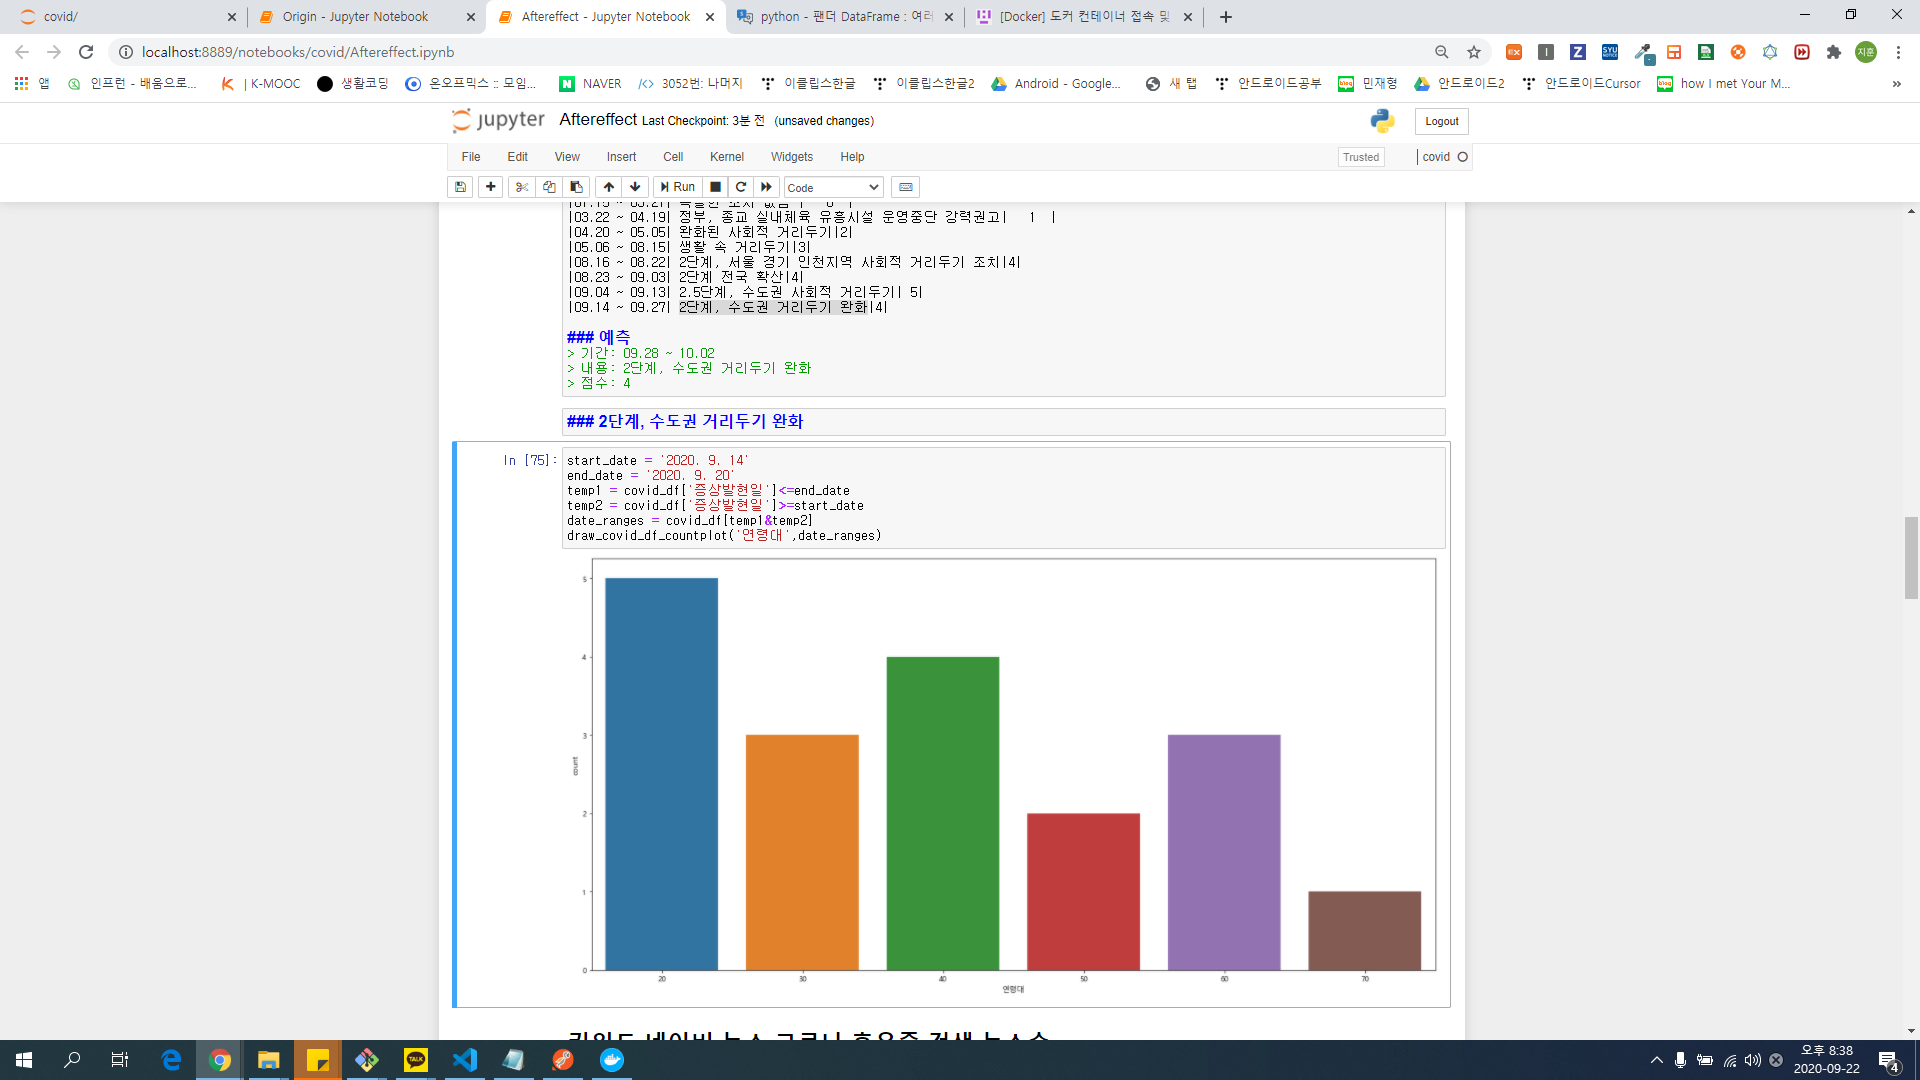 covid/
Origin - Jupyter Notebook
Aftereffect - Jupyter Notebook
python - 팬더 DataFrame : 여러
[Docker] 도커 컨테이너 접속 및
localhost:8889/notebooks/covid/Aftereffect.ipynb
지훈
앱
인프런 - 배움으로...
| K-MOOC
생활코딩
온오프믹스 :: 모임...
NAVER
3052번: 나머지
이클립스한글
이클립스한글2
Android - Google...
새 탭
안드로이드공부
민재형
안드로이드2
안드로이드Cursor
how I met Your M...
jupyter Aftereffect Last Checkpoint: 3분 전 (unsaved changes)
Logout
File Edit View Insert Cell Kernel Widgets Help
Trusted
covid
Run
Code
|03.22 ~ 04.19| 정부, 종교 실내체육 유흥시설 운영중단 강력권고| 1 |
|04.20 ~ 05.05| 완화된 사회적 거리두기|2|
|05.06 ~ 08.15| 생활 속 거리두기|3|
|08.16 ~ 08.22| 2단계, 서울 경기 인천지역 사회적 거리두기 조치|4|
|08.23 ~ 09.03| 2단계 전국 확산|4|
|09.04 ~ 09.13| 2.5단계, 수도권 사회적 거리두기| 5|
|09.14 ~ 09.27| 2단계, 수도권 거리두기 완화|4|
### 예측
> 기간: 09.28 ~ 10.02
> 내용: 2단계, 수도권 거리두기 완화
> 점수: 4
### 2단계, 수도권 거리두기 완화
In [75]:
start_date = '2020. 9. 14'
end_date = '2020. 9. 20'
temp1 = covid_df['증상발현일']<=end_date
temp2 = covid_df['증상발현일']>=start_date
date_ranges = covid_df[temp1&temp2]
draw_covid_df_countplot('연령대',date_ranges)
5
4
3
2
1
0
count
20 30 40 50 60 70
연령대
오후 8:38
2020-09-22
4